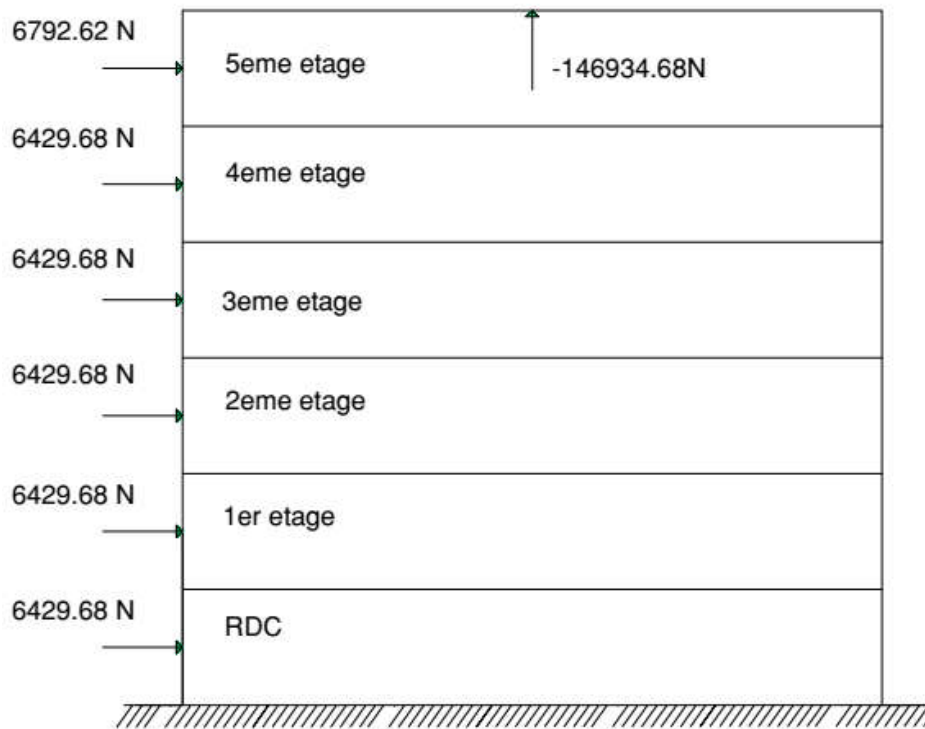 6792.62 N
5eme etage
-146934.68N
6429.68 N
4eme etage
6429.68 N
3eme etage
6429.68 N
2eme etage
6429.68 N
1er etage
6429.68 N
RDC